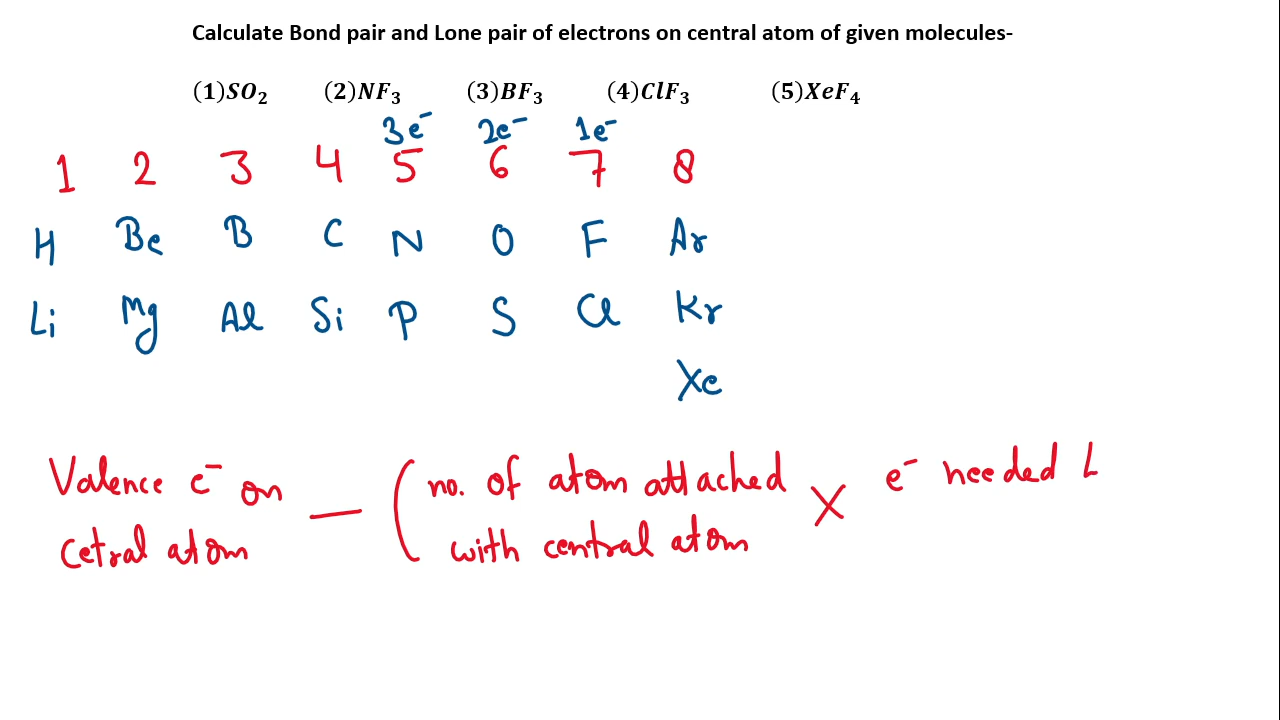 Calculate Bond pair and Lone pair of electrons on central atom of given molecules-
(1)SO₂ (2)NF₃ (3)BF₃ (4)ClF₃ (5)XeF₄
3e⁻ 2e⁻ 1e⁻
1 2 3 4 5 6 7 8
H Be B C N O F Ar
Li Mg Al Si P S Cl Kr
Xe
Valence e⁻ on — ( no. of atom attached × e⁻ needed
Cetral atom with central atom